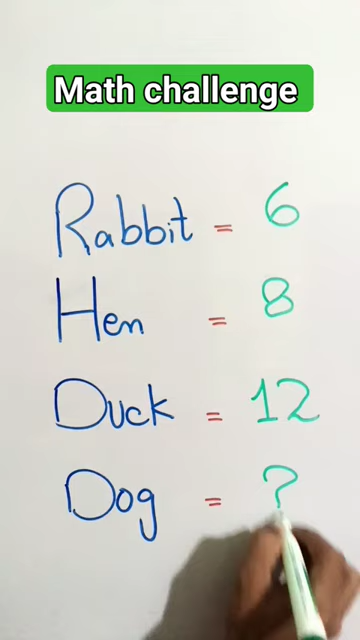 Math challenge
Rabbit = 6
Hen = 8
Duck = 12
Dog = ?